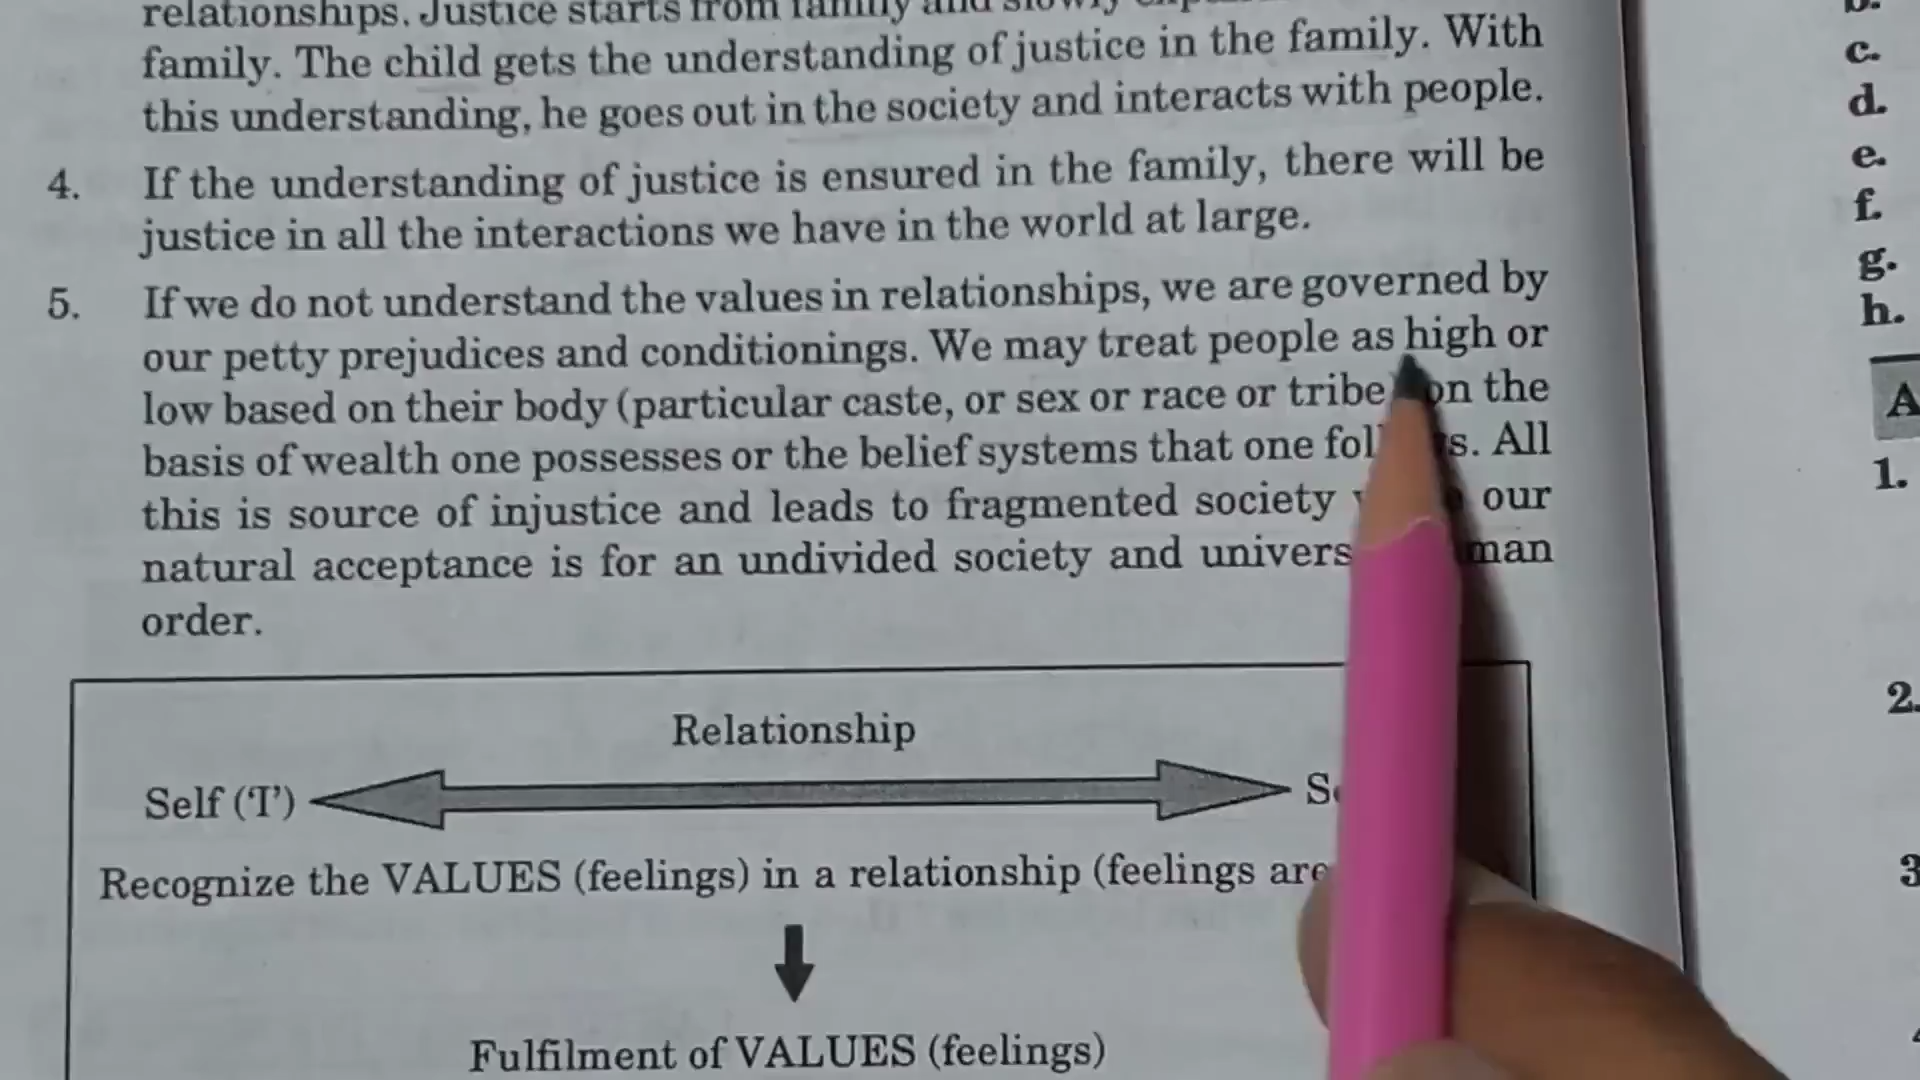 relationships. Justice starts from family and slowly
family. The child gets the understanding of justice in the family. With
this understanding, he goes out in the society and interacts with people.
4. If the understanding of justice is ensured in the family, there will be
justice in all the interactions we have in the world at large.
5. If we do not understand the values in relationships, we are governed by
our petty prejudices and conditionings. We may treat people as high or
low based on their body (particular caste, or sex or race or tribe on the
basis of wealth one possesses or the belief systems that one All
this is source of injustice and leads to fragmented society our
natural acceptance is for an undivided society and
order.
Relationship
Self ('I')
Recognize the VALUES (feelings) in a relationship (feelings are
Fulfilment of VALUES (feelings)
c.
d.
e.
f.
g.
h.
A
1.
2.
3